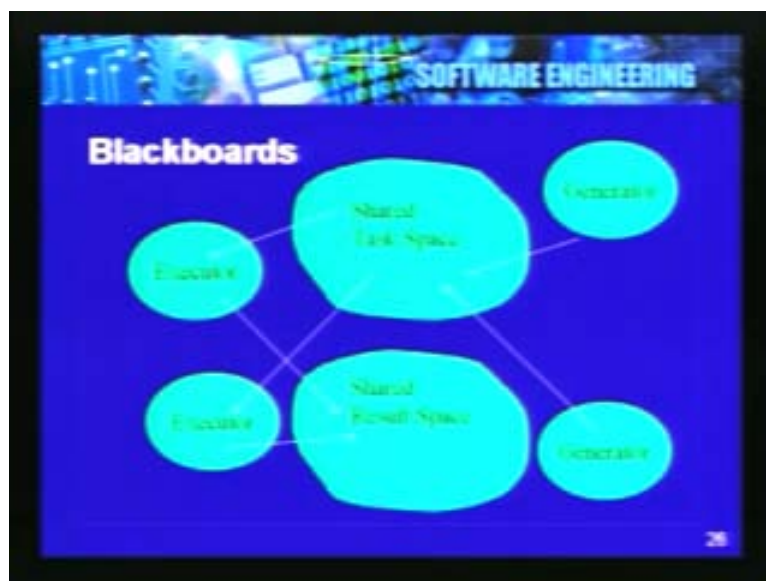 SOFTWARE ENGINEERING
Blackboards
Generator
Shared
Task Space
Executor
Shared
Result Space
Executor
Generator
26